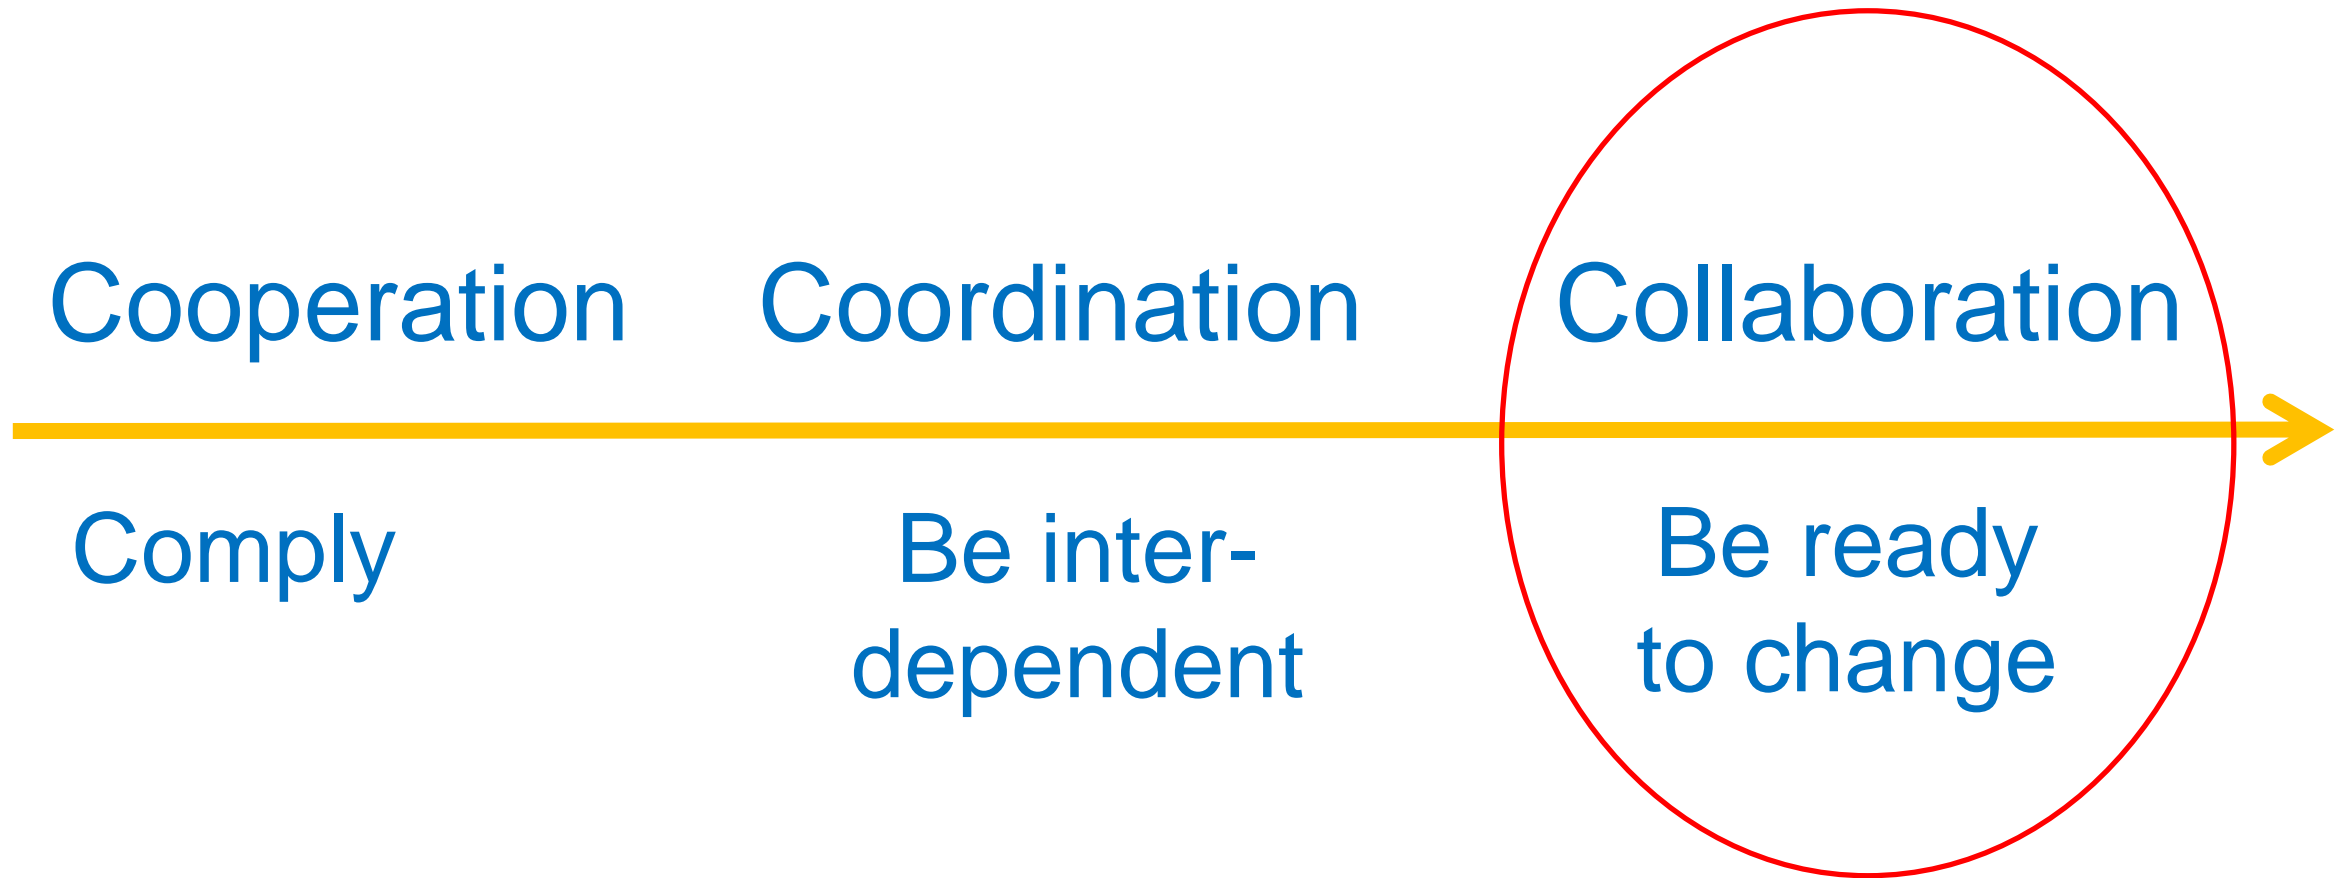 Cooperation Coordination Collaboration
Comply
Be inter-
dependent
Be ready
to change